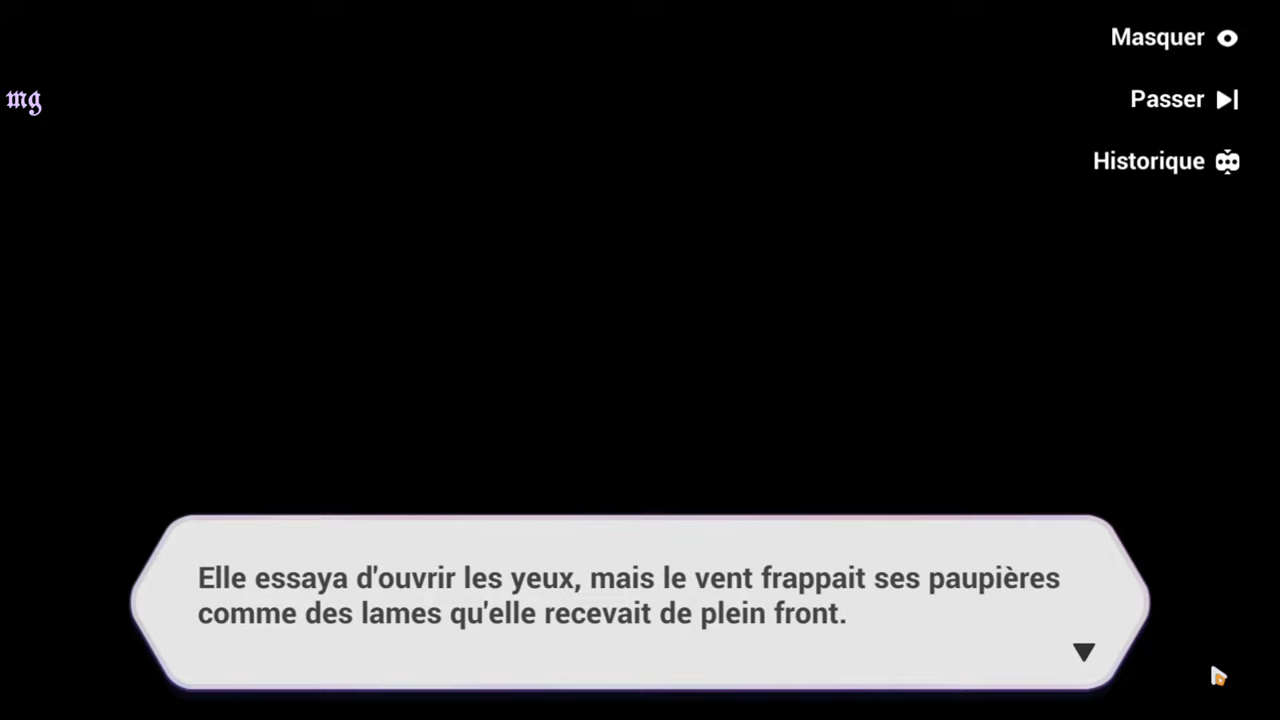 Masquer
mg
Passer
Historique
Elle essaya d'ouvrir les yeux, mais le vent frappait ses paupières
comme des lames qu'elle recevait de plein front.